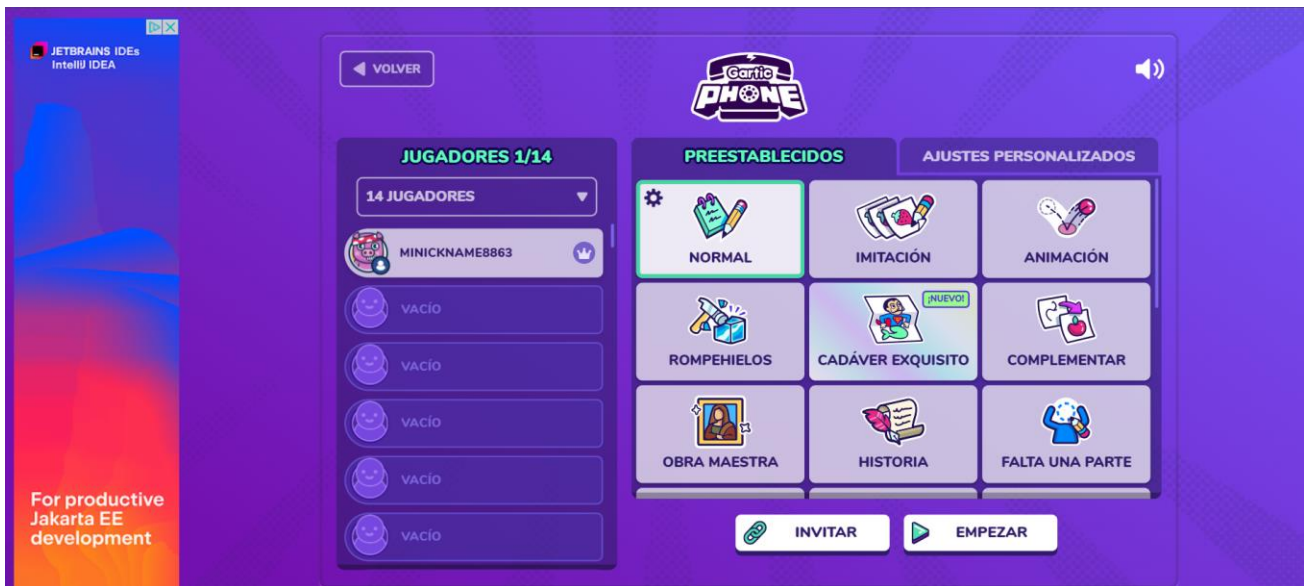 JETBRAINS IDEs
IntelliJ IDEA
For productive
Jakarta EE
development
VOLVER
Gartic
PHONE
JUGADORES 1/14
14 JUGADORES
MINICKNAME8863
VACÍO
VACÍO
VACÍO
VACÍO
VACÍO
PREESTABLECIDOS
AJUSTES PERSONALIZADOS
NORMAL
IMITACIÓN
ANIMACIÓN
ROMPEHIELOS
¡NUEVO!
CADÁVER EXQUISITO
COMPLEMENTAR
OBRA MAESTRA
HISTORIA
FALTA UNA PARTE
INVITAR
EMPEZAR